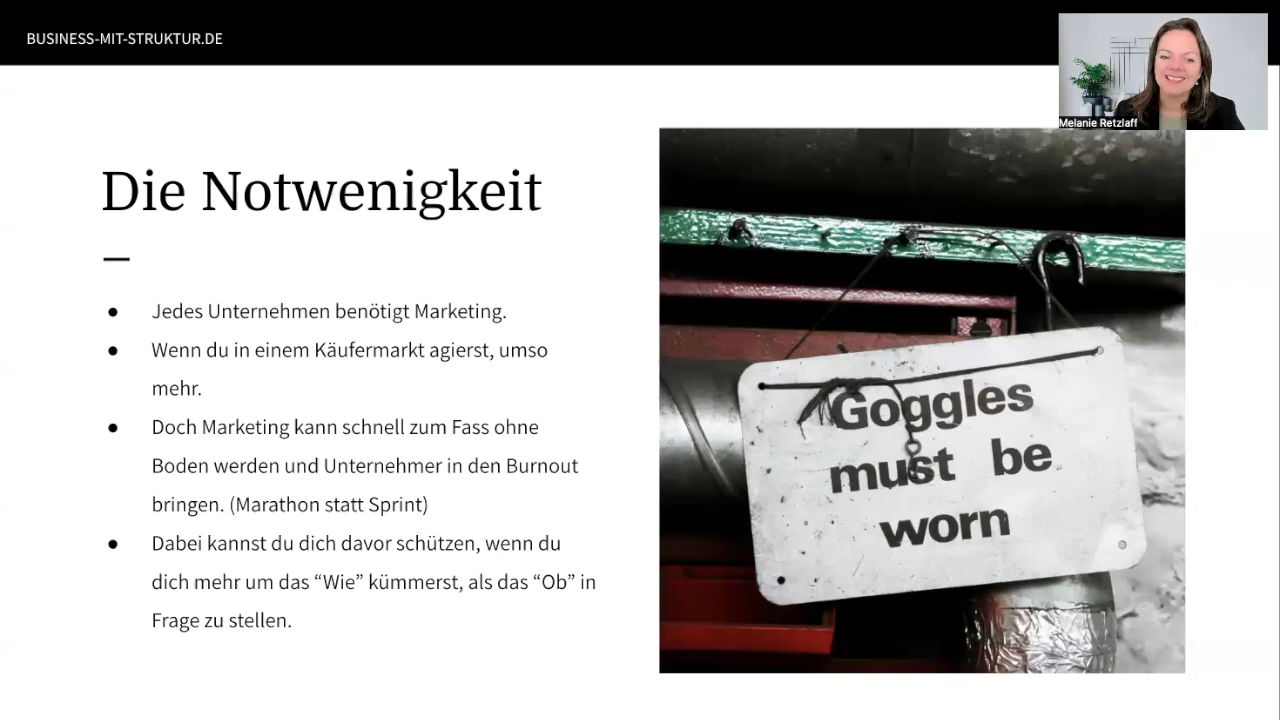 BUSINESS-MIT-STRUKTUR.DE
Melanie Retzlaff
Die Notwenigkeit
● Jedes Unternehmen benötigt Marketing.
● Wenn du in einem Käufermarkt agierst, umso
mehr.
● Doch Marketing kann schnell zum Fass ohne
Boden werden und Unternehmer in den Burnout
bringen. (Marathon statt Sprint)
● Dabei kannst du dich davor schützen, wenn du
dich mehr um das “Wie” kümmerst, als das “Ob” in
Frage zu stellen.
Goggles
must be
worn